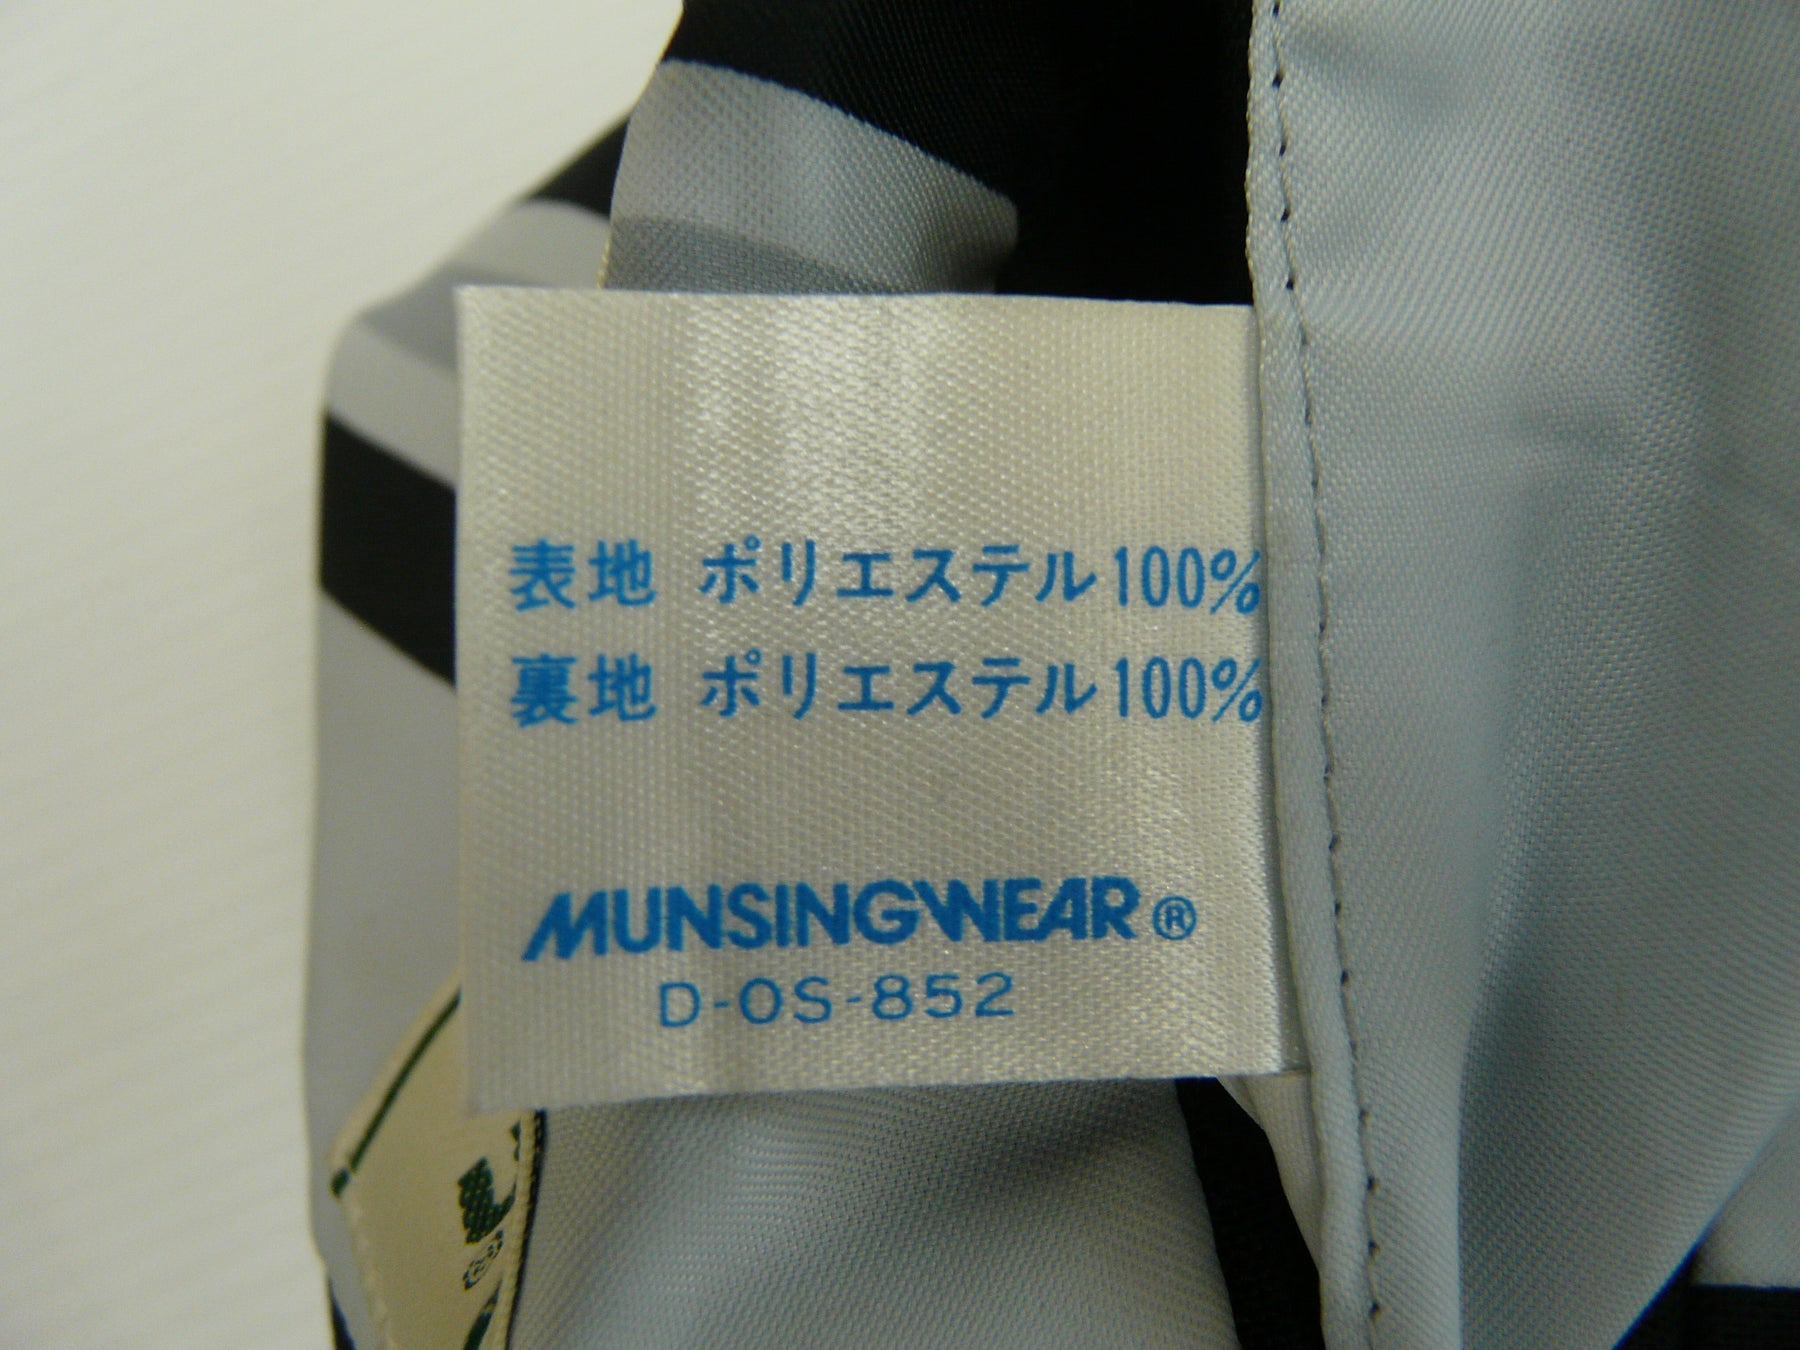 表地 ポリエステル100%
裏地 ポリエステル100%
MUNSINGWEAR®
D-OS-852